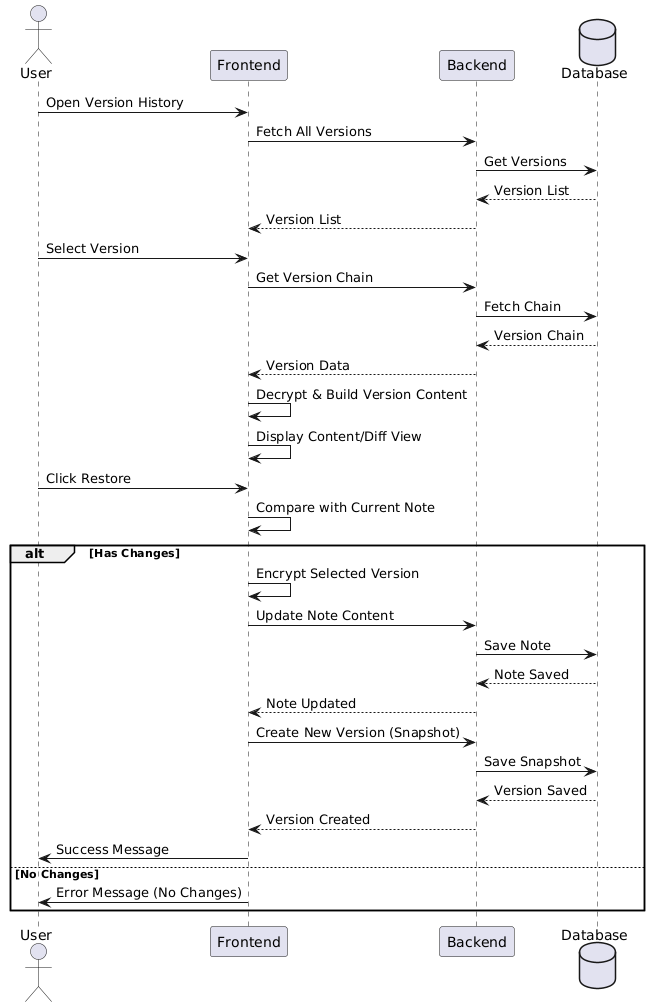 User
Frontend
Backend
Database
Open Version History
Fetch All Versions
Get Versions
Version List
Version List
Select Version
Get Version Chain
Fetch Chain
Version Chain
Version Data
Decrypt & Build Version Content
Display Content/Diff View
Click Restore
Compare with Current Note
alt [Has Changes]
Encrypt Selected Version
Update Note Content
Save Note
Note Saved
Note Updated
Create New Version (Snapshot)
Save Snapshot
Version Saved
Version Created
Success Message
[No Changes]
Error Message (No Changes)
User
Frontend
Backend
Database